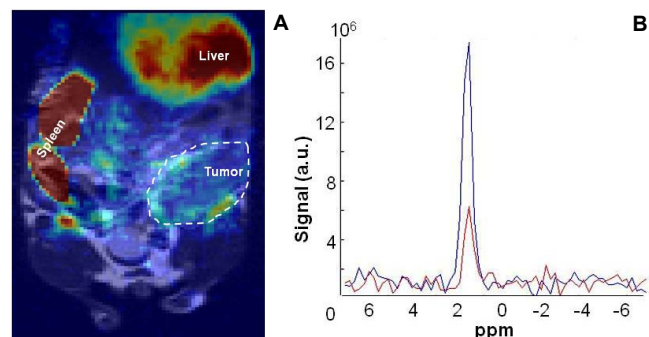 A
Liver
Spleen
Tumor
B
10⁶
Signal (a.u.)
16
12
8
4
0
6 4 2 0 -2 -4 -6
ppm